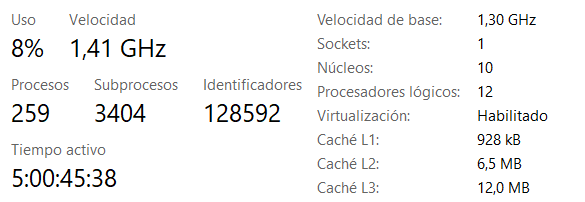 Uso Velocidad
8% 1,41 GHz
Procesos Subprocesos Identificadores
259 3404 128592
Tiempo activo
5:00:45:38
Velocidad de base: 1,30 GHz
Sockets: 1
Núcleos: 10
Procesadores lógicos: 12
Virtualización: Habilitado
Caché L1: 928 kB
Caché L2: 6,5 MB
Caché L3: 12,0 MB